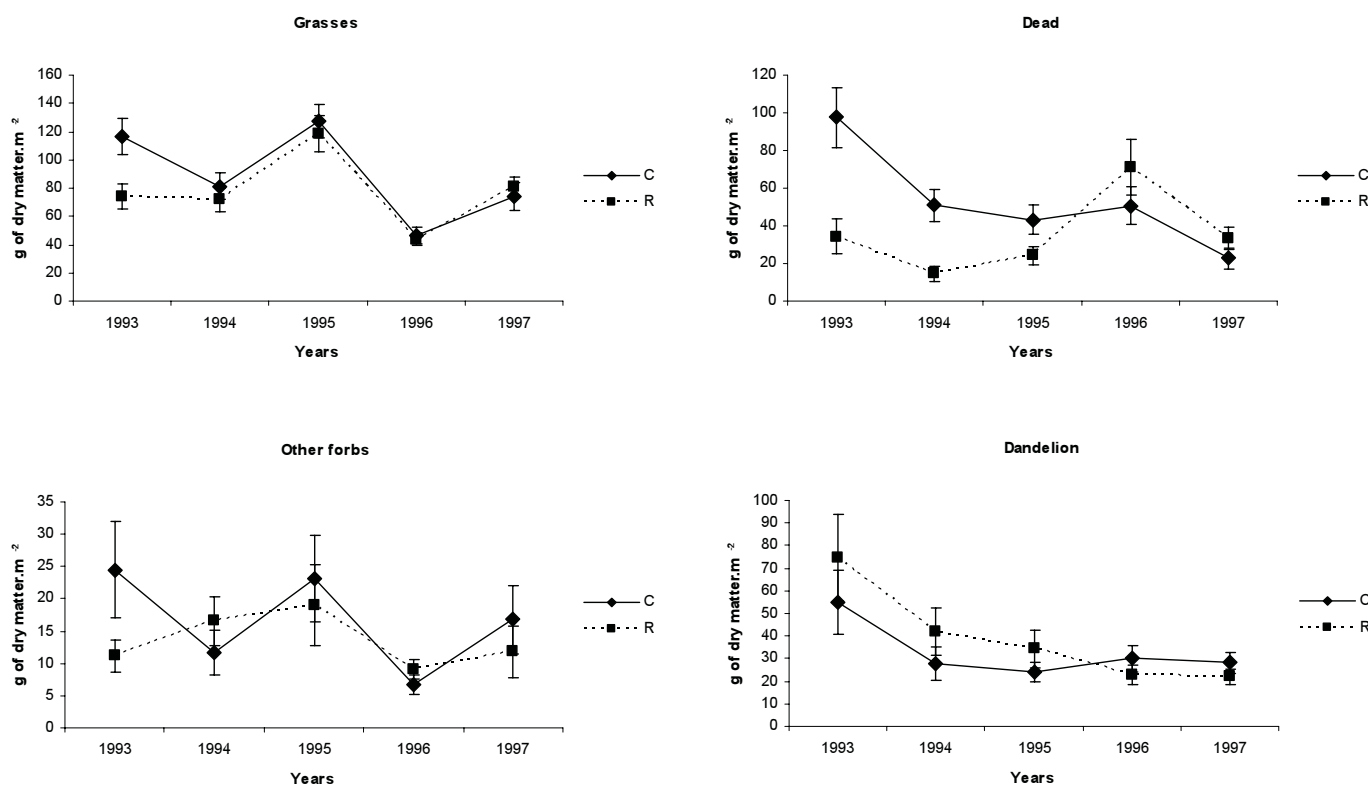 Grasses
g of dry matter.m -2
160
140
120
100
80
60
40
20
0
1993 1994 1995 1996 1997
Years
C
R
Dead
g of dry matter.m -2
120
100
80
60
40
20
0
1993 1994 1995 1996 1997
Years
C
R
Other forbs
g of dry matter.m -2
35
30
25
20
15
10
5
0
1993 1994 1995 1996 1997
Years
C
R
Dandelion
g of dry matter.m -2
100
90
80
70
60
50
40
30
20
10
0
1993 1994 1995 1996 1997
Years
C
R